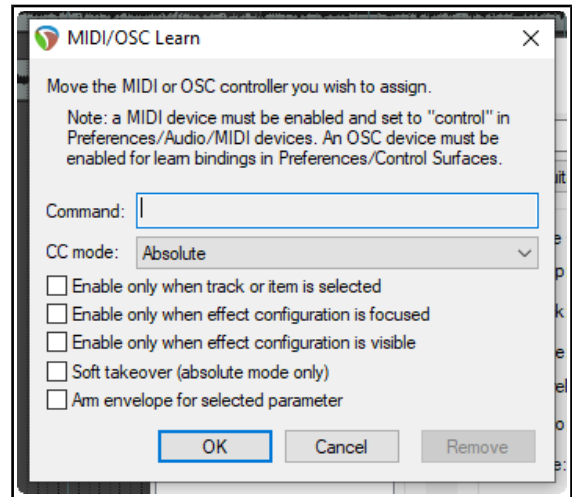 MIDI/OSC Learn
Move the MIDI or OSC controller you wish to assign.
Note: a MIDI device must be enabled and set to "control" in
Preferences/Audio/MIDI devices. An OSC device must be
enabled for learn bindings in Preferences/Control Surfaces.
Command:
CC mode: Absolute
Enable only when track or item is selected
Enable only when effect configuration is focused
Enable only when effect configuration is visible
Soft takeover (absolute mode only)
Arm envelope for selected parameter
OK Cancel Remove